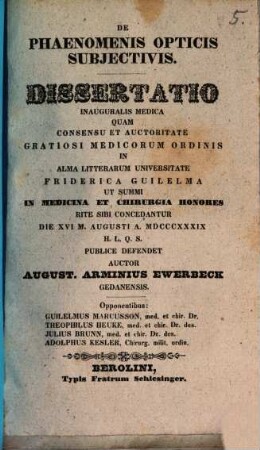 5.
DE
PHAENOMENIS OPTICIS
SUBJECTIVIS.
DISSERTATIO
INAUGURALIS MEDICA
QUAM
CONSENSU ET AUCTORITATE
GRATIOSI MEDICORUM ORDINIS
IN
ALMA LITTERARUM UNIVERSITATE
FRIDERICA GUILELMA
UT SUMMI
IN MEDICINA ET CHIRURGIA HONORES
RITE SIBI CONCEDANTUR
DIE XVI M. AUGUSTI A. MDCCCXXXIX
H. L. Q. S.
PUBLICE DEFENDET
AUCTOR
AUGUST. ARMINIUS EWERBECK
GEDANENSIS.
Opponentibus:
GUILELMUS MARCUSSON, med. et chir. Dr.
THEOPHILUS HEUKE, med. et chir. Dr. des.
JULIUS BRUNN, med. et chir. Dr. des.
ADOLPHUS KESLER, Chirurg. milit. ordin.
BEROLINI,
Typis Fratrum Schlesinger.